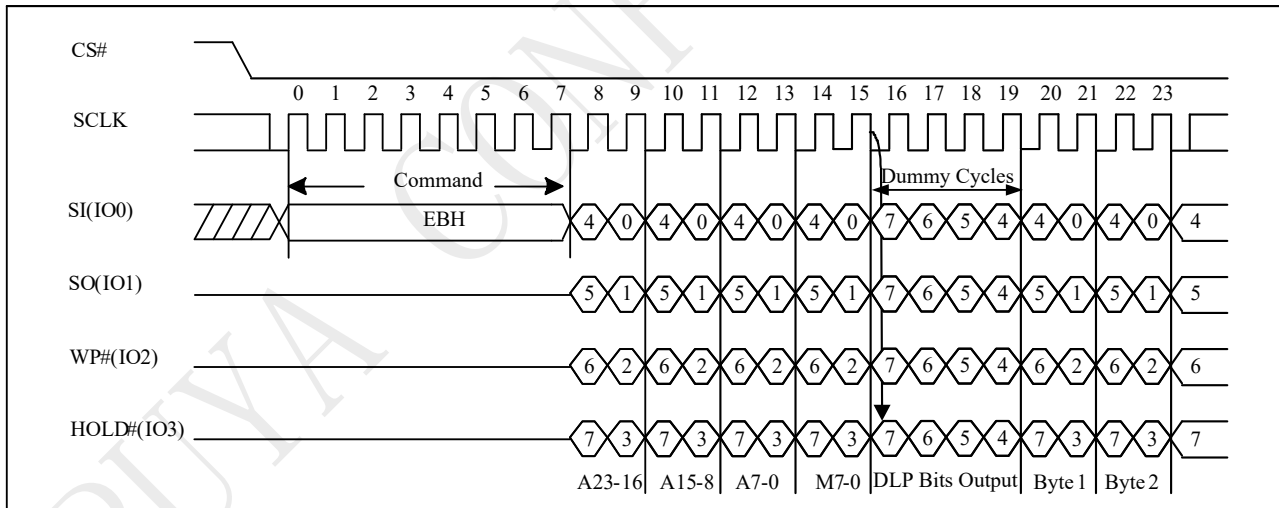 CS#
0 1 2 3 4 5 6 7 8 9 10 11 12 13 14 15 16 17 18 19 20 21 22 23
SCLK
Command
Dummy Cycles
SI(IO0)
EBH
4 0 4 0 4 0 4 0 7 6 5 4 4 0 4 0 4
SO(IO1)
5 1 5 1 5 1 5 1 7 6 5 4 5 1 5 1 5
WP#(IO2)
6 2 6 2 6 2 6 2 7 6 5 4 6 2 6 2 6
HOLD#(IO3)
7 3 7 3 7 3 7 3 7 6 5 4 7 3 7 3 7
A23-16 A15-8 A7-0 M7-0 DLP Bits Output Byte 1 Byte 2
PUYA CONF